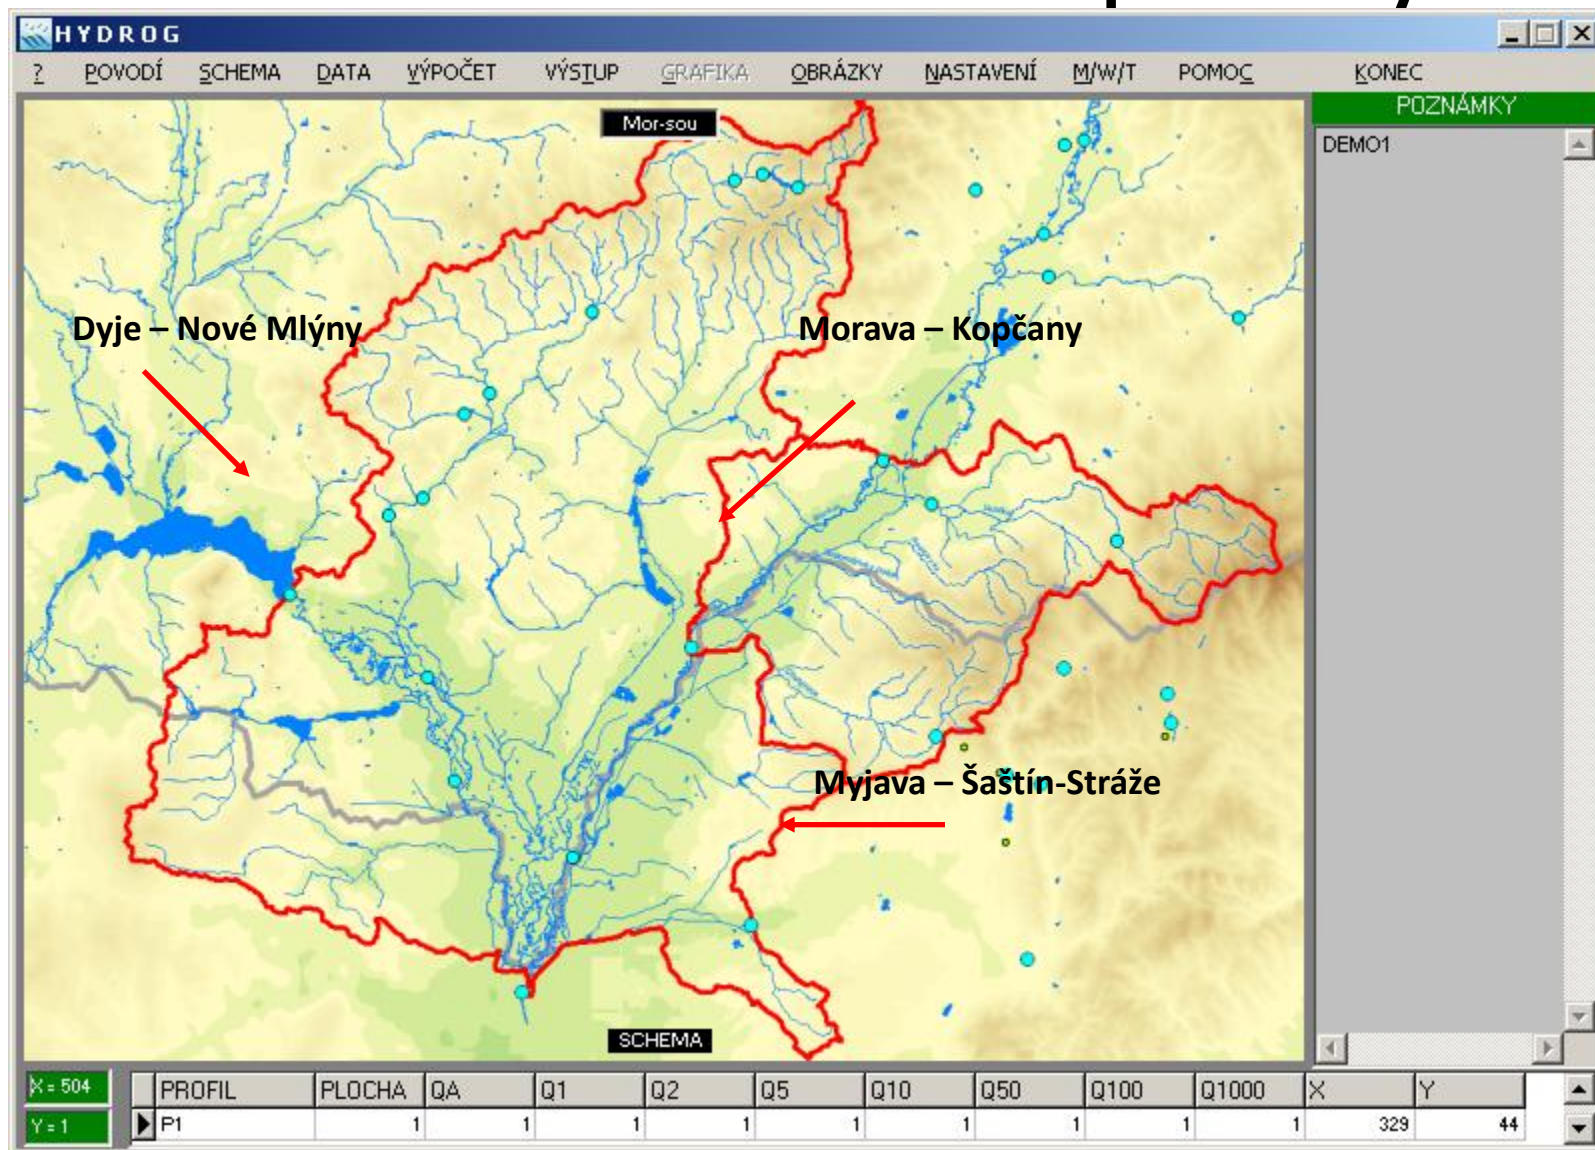 HYDROG
? POVODÍ SCHEMA DATA VÝPOČET VÝSTUP GRAFIKA OBRÁZKY NASTAVENÍ M/W/T POMOC KONEC
Mor-sou
POZNÁMKY
DEMO1
Dyje – Nové Mlýny
Morava – Kopčany
Myjava – Šaštín-Stráže
SCHEMA
X = 504
Y = 1
PROFIL PLOCHA QA Q1 Q2 Q5 Q10 Q50 Q100 Q1000 X Y
P1 1 1 1 1 1 1 1 1 1 329 44